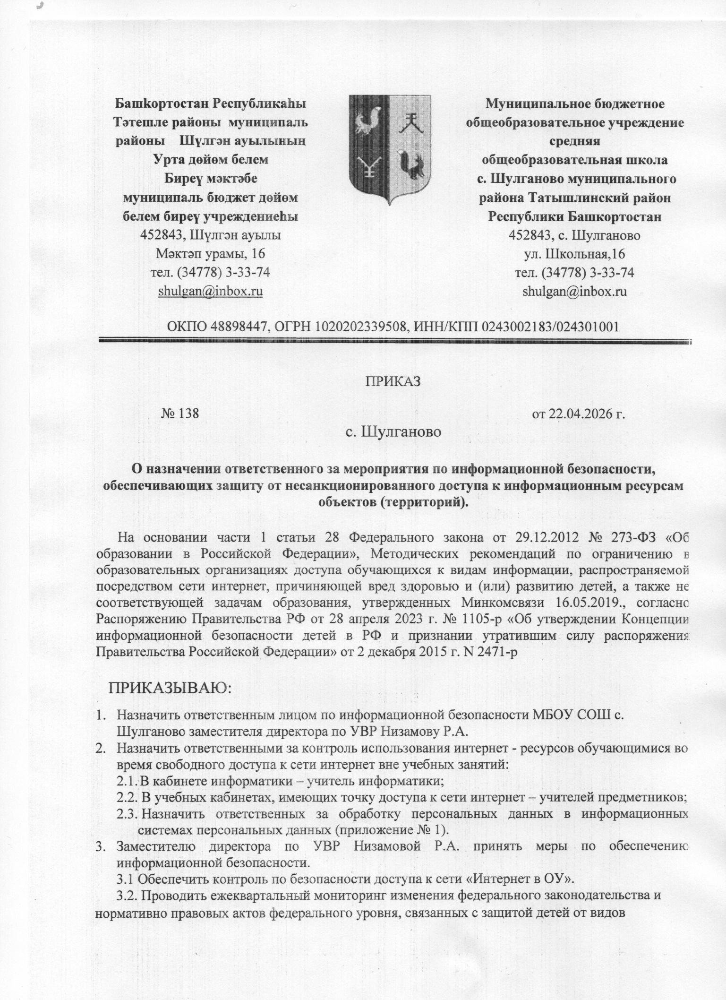 Башkортостан Республикаhы
Тәтешле районы муниципаль
районы Шүлгән ауылының
Урта дөйөм белем
Биреү мәктәбе
муниципаль бюджет дөйөм
белем биреү учреждениеhы
452843, Шүлгән ауылы
Мәктәп урамы, 16
тел. (34778) 3-33-74
shulgan@inbox.ru
Муниципальное бюджетное
общеобразовательное учреждение
средняя
общеобразовательная школа
с. Шулганово муниципального
района Татышлинский район
Республики Башкортостан
452843, с. Шулганово
ул. Школьная,16
тел. (34778) 3-33-74
shulgan@inbox.ru
ОКПО 48898447, ОГРН 1020202339508, ИНН/КПП 0243002183/024301001
ПРИКАЗ
№ 138 от 22.04.2026 г.
с. Шулганово
О назначении ответственного за мероприятия по информационной безопасности,
обеспечивающих защиту от несанкционированного доступа к информационным ресурсам
объектов (территорий).
На основании части 1 статьи 28 Федерального закона от 29.12.2012 № 273-ФЗ «Об
образовании в Российской Федерации», Методических рекомендаций по ограничению в
образовательных организациях доступа обучающихся к видам информации, распространяемой
посредством сети интернет, причиняющей вред здоровью и (или) развитию детей, а также не
соответствующей задачам образования, утвержденных Минкомсвязи 16.05.2019., согласно
Распоряжению Правительства РФ от 28 апреля 2023 г. № 1105-р «Об утверждении Концепции
информационной безопасности детей в РФ и признании утратившим силу распоряжения
Правительства Российской Федерации» от 2 декабря 2015 г. N 2471-р
ПРИКАЗЫВАЮ:
1. Назначить ответственным лицом по информационной безопасности МБОУ СОШ с.
Шулганово заместителя директора по УВР Низамову Р.А.
2. Назначить ответственными за контроль использования интернет - ресурсов обучающимися во
время свободного доступа к сети интернет вне учебных занятий:
2.1. В кабинете информатики – учитель информатики;
2.2. В учебных кабинетах, имеющих точку доступа к сети интернет – учителей предметников;
2.3. Назначить ответственных за обработку персональных данных в информационных
системах персональных данных (приложение № 1).
3. Заместителю директора по УВР Низамовой Р.А. принять меры по обеспечению
информационной безопасности.
3.1 Обеспечить контроль по безопасности доступа к сети «Интернет в ОУ».
3.2. Проводить ежеквартальный мониторинг изменения федерального законодательства и
нормативно правовых актов федерального уровня, связанных с защитой детей от видов